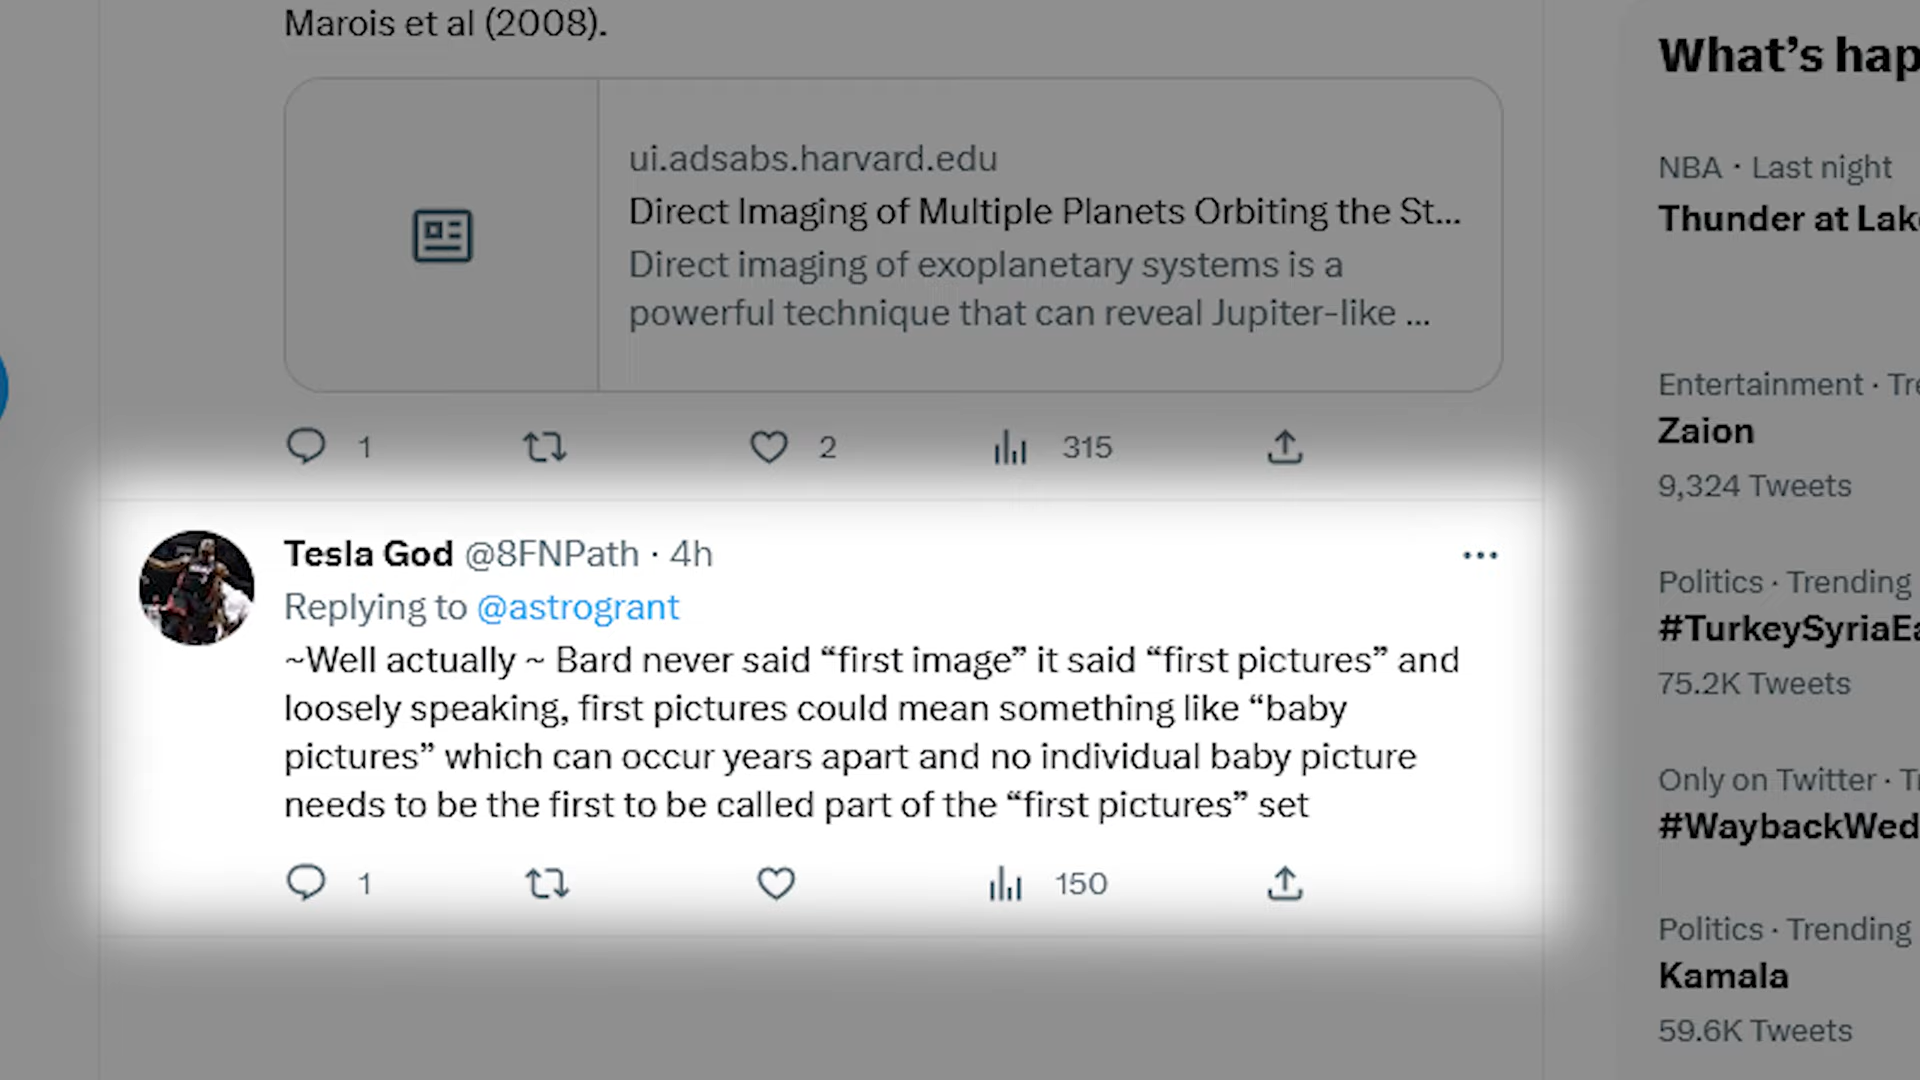 Marois et al (2008).
ui.adsabs.harvard.edu
Direct Imaging of Multiple Planets Orbiting the St...
Direct imaging of exoplanetary systems is a
powerful technique that can reveal Jupiter-like ...
1 2 315
Tesla God @8FNPath · 4h
Replying to @astrogrant
~Well actually ~ Bard never said “first image” it said “first pictures” and
loosely speaking, first pictures could mean something like “baby
pictures” which can occur years apart and no individual baby picture
needs to be the first to be called part of the “first pictures” set
1 150
What’s hap
NBA · Last night
Thunder at Lak
Entertainment · Tre
Zaion
9,324 Tweets
Politics · Trending
#TurkeySyriaEa
75.2K Tweets
Only on Twitter · T
#WaybackWed
Politics · Trending
Kamala
59.6K Tweets